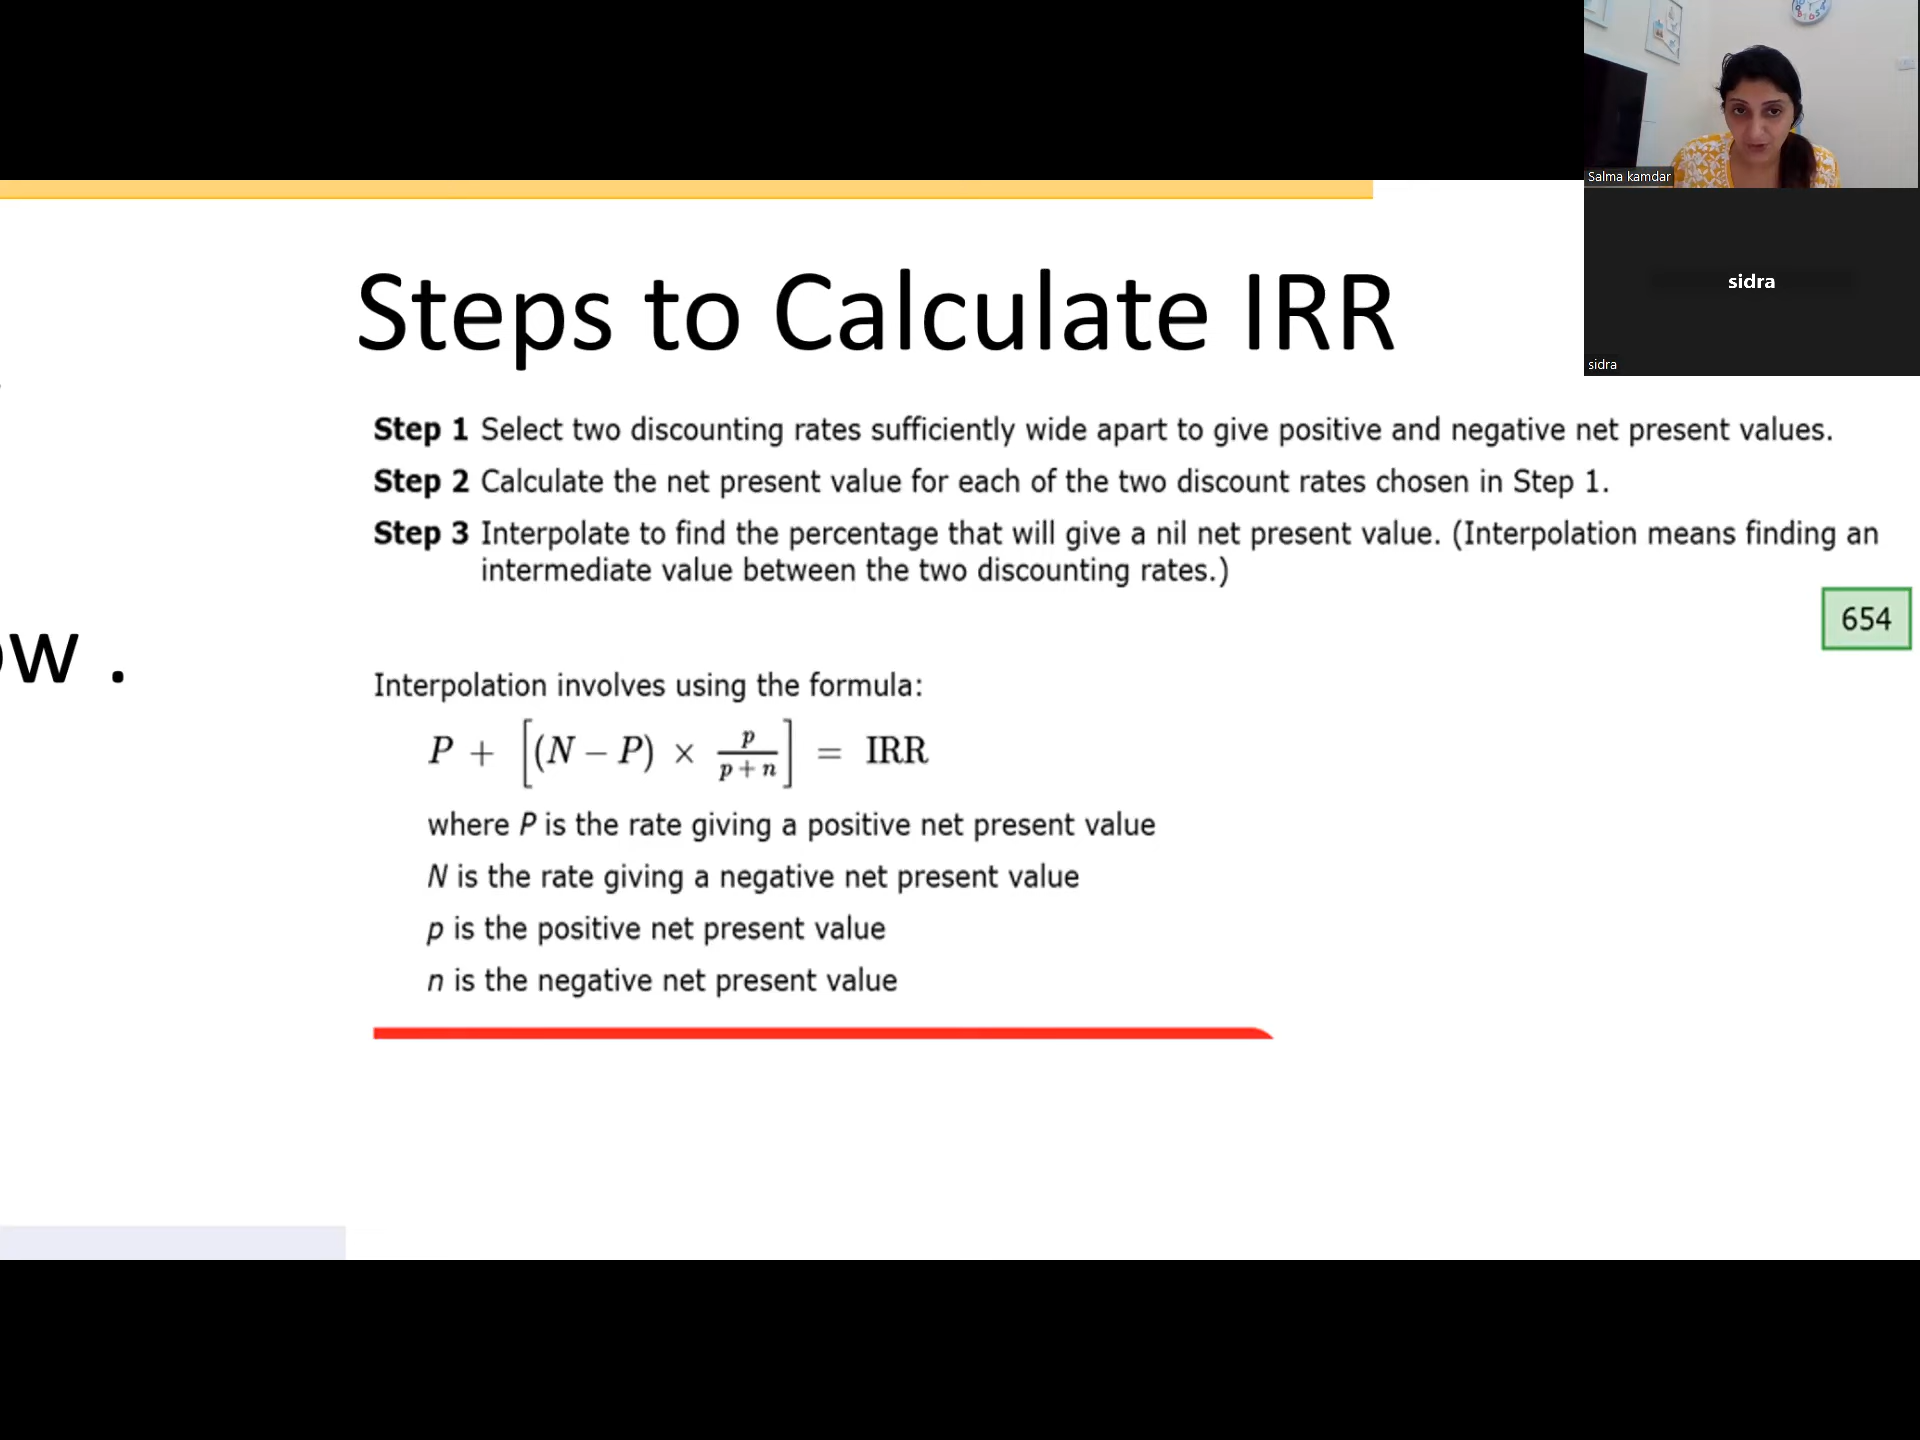 Salma kamdar
sidra
sidra
Steps to Calculate IRR
Step 1 Select two discounting rates sufficiently wide apart to give positive and negative net present values.
Step 2 Calculate the net present value for each of the two discount rates chosen in Step 1.
Step 3 Interpolate to find the percentage that will give a nil net present value. (Interpolation means finding an
intermediate value between the two discounting rates.)
654
ow .
Interpolation involves using the formula:
P + [(N − P) × p/(p + n)] = IRR
where P is the rate giving a positive net present value
N is the rate giving a negative net present value
p is the positive net present value
n is the negative net present value